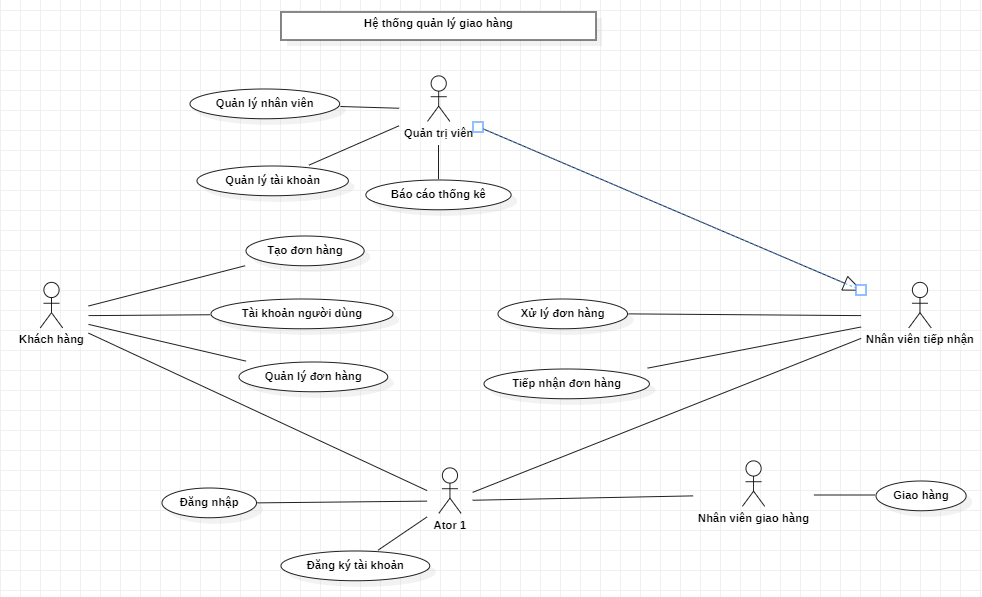 Hệ thống quản lý giao hàng
Quản lý nhân viên
Quản trị viên
Quản lý tài khoản
Báo cáo thống kê
Tạo đơn hàng
Khách hàng
Tài khoản người dùng
Xử lý đơn hàng
Nhân viên tiếp nhận
Quản lý đơn hàng
Tiếp nhận đơn hàng
Đăng nhập
Ator 1
Nhân viên giao hàng
Giao hàng
Đăng ký tài khoản